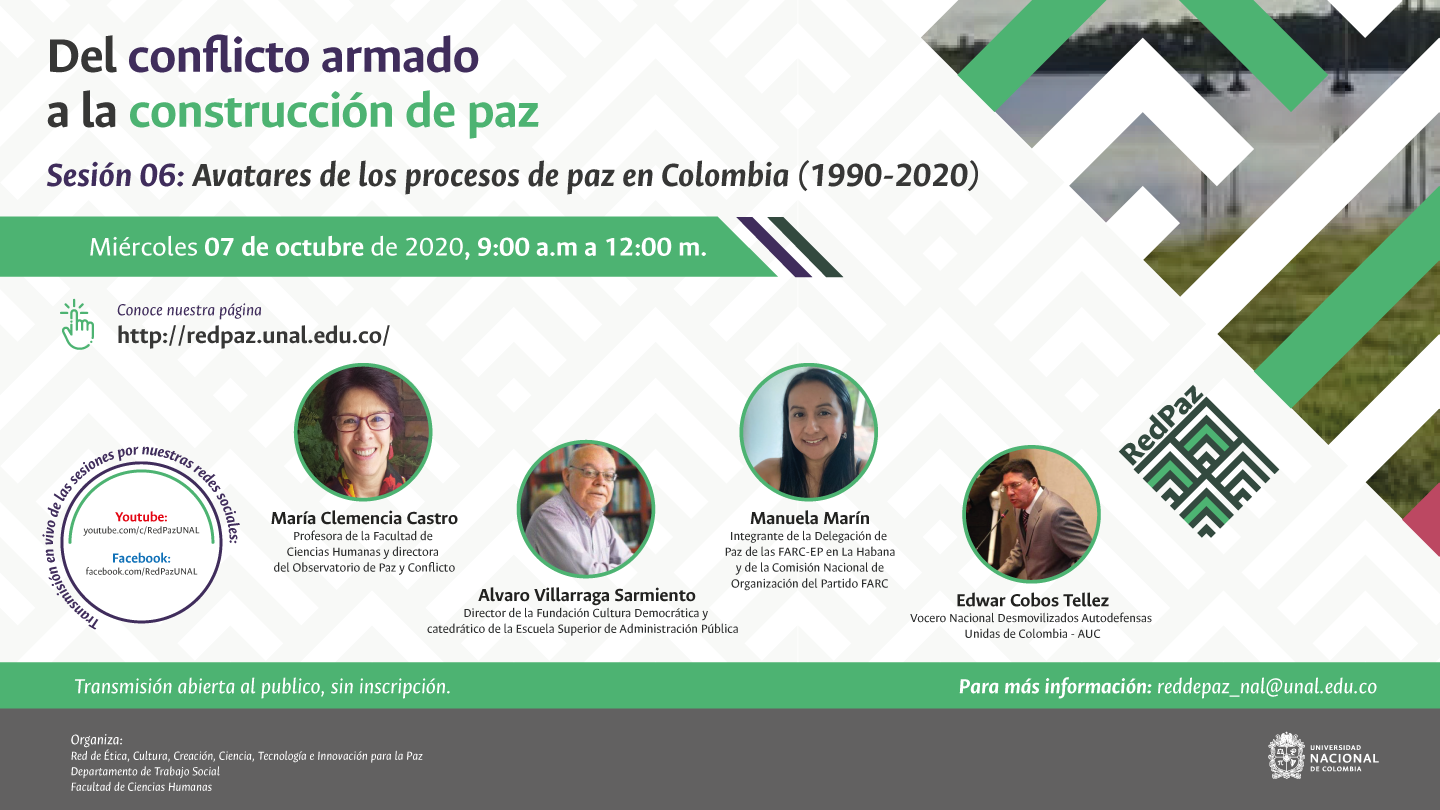 Del conflicto armado
a la construcción de paz
Sesión 06: Avatares de los procesos de paz en Colombia (1990-2020)
Miércoles 07 de octubre de 2020, 9:00 a.m a 12:00 m.
Conoce nuestra página
http://redpaz.unal.edu.co/
RedPaz
Transmisión en vivo de las sesiones por nuestras redes sociales:
Youtube:
youtube.com/c/RedPazUNAL
Facebook:
facebook.com/RedPazUNAL
María Clemencia Castro
Profesora de la Facultad de
Ciencias Humanas y directora
del Observatorio de Paz y Conflicto
Alvaro Villarraga Sarmiento
Director de la Fundación Cultura Democrática y
catedrático de la Escuela Superior de Administración Pública
Manuela Marín
Integrante de la Delegación de
Paz de las FARC-EP en La Habana
y de la Comisión Nacional de
Organización del Partido FARC
Edwar Cobos Tellez
Vocero Nacional Desmovilizados Autodefensas
Unidas de Colombia - AUC
Transmisión abierta al publico, sin inscripción.
Para más información: reddepaz_nal@unal.edu.co
Organiza:
Red de Ética, Cultura, Creación, Ciencia, Tecnología e Innovación para la Paz
Departamento de Trabajo Social
Facultad de Ciencias Humanas
UNIVERSIDAD
NACIONAL
DE COLOMBIA